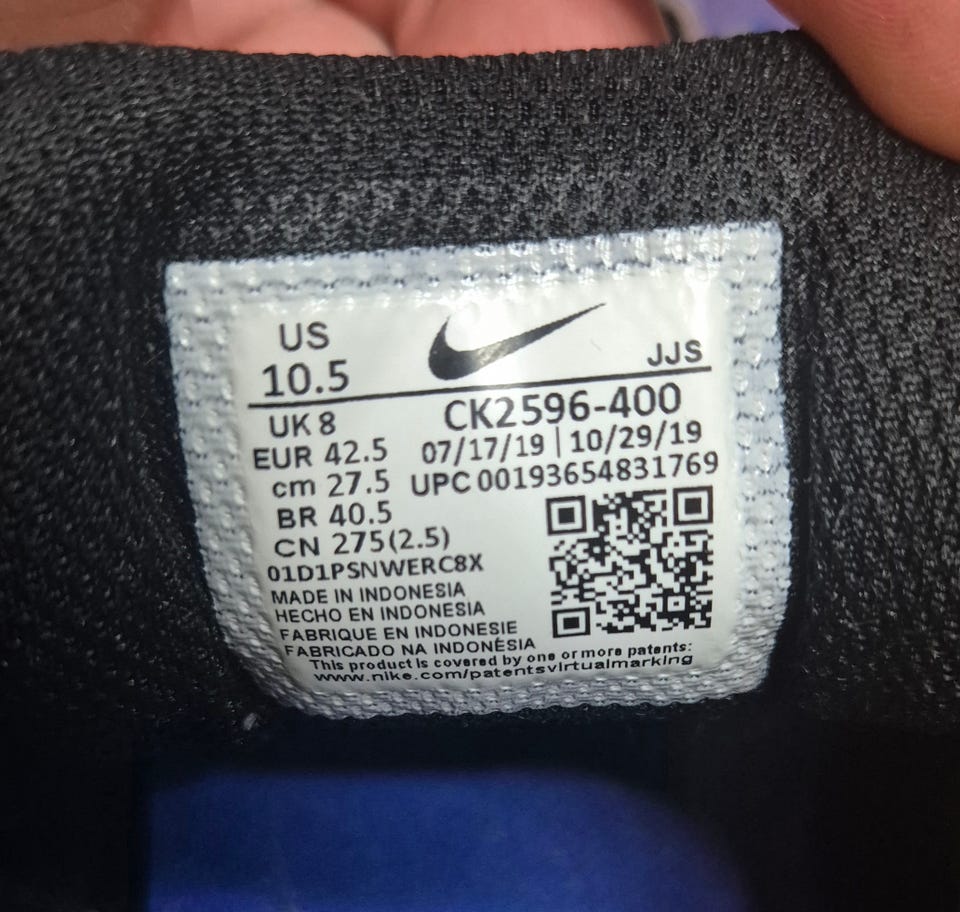 US
10.5
JJS
UK 8
CK2596-400
EUR 42.5
07/17/19 | 10/29/19
cm 27.5
UPC 00193654831769
BR 40.5
CN 275(2.5)
01D1PSNWERC8X
MADE IN INDONESIA
HECHO EN INDONESIA
FABRIQUE EN INDONESIE
FABRICADO NA INDONÉSIA
This product is covered by one or more patents:
www.nike.com/patentsvirtualmarking